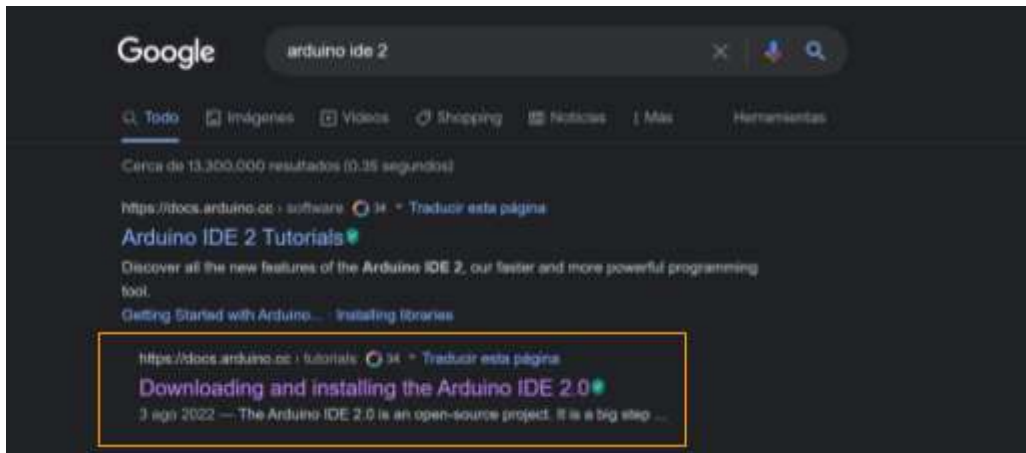 Google
arduino ide 2
Todo Imágenes Videos Shopping Noticias Más Herramientas
Cerca de 13.300.000 resultados (0.35 segundos)
https://docs.arduino.cc › software 34 Traducir esta página
Arduino IDE 2 Tutorials
Discover all the new features of the Arduino IDE 2, our faster and more powerful programming
tool.
Getting Started with Arduino... · Installing libraries
https://docs.arduino.cc › tutorials 34 Traducir esta página
Downloading and installing the Arduino IDE 2.0
3 ago 2022 — The Arduino IDE 2.0 is an open-source project. It is a big step ...